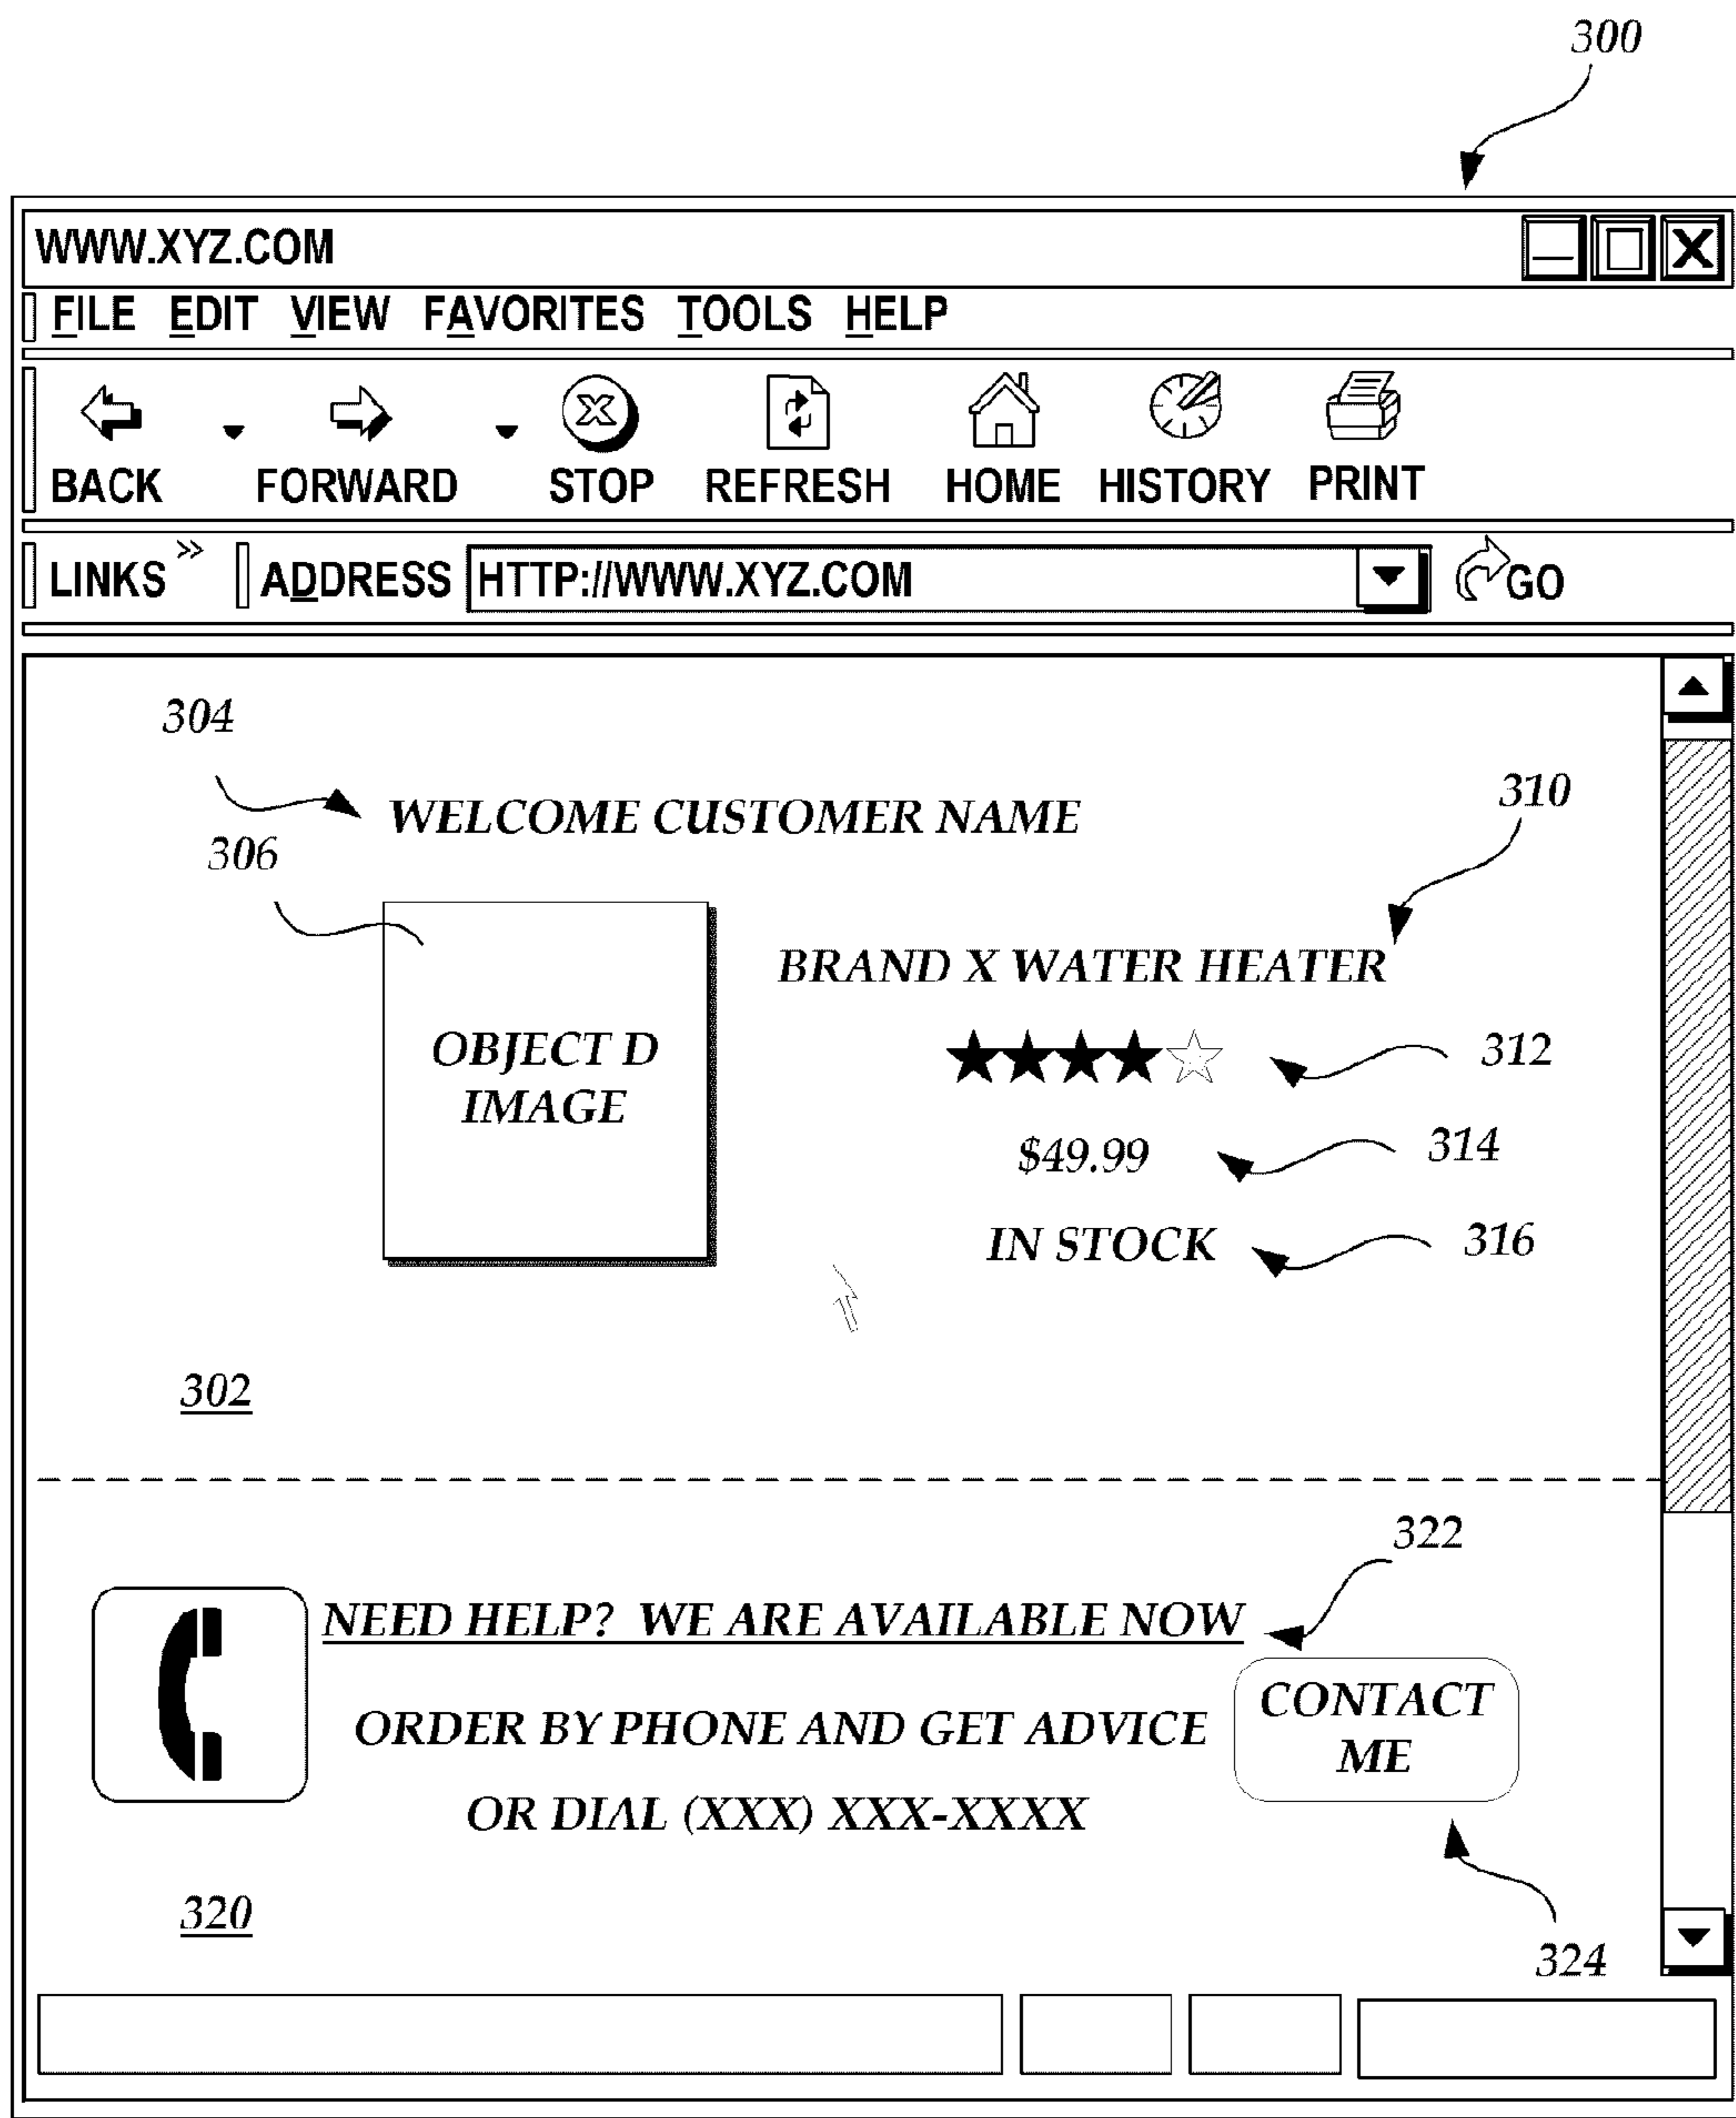 300
WWW.XYZ.COM
FILE EDIT VIEW FAVORITES TOOLS HELP
BACK FORWARD STOP REFRESH HOME HISTORY PRINT
LINKS » ADDRESS HTTP://WWW.XYZ.COM GO
304
WELCOME CUSTOMER NAME
310
306
BRAND X WATER HEATER
OBJECT D
IMAGE
312
$49.99 314
IN STOCK 316
302
322
NEED HELP? WE ARE AVAILABLE NOW
CONTACT
ME
ORDER BY PHONE AND GET ADVICE
OR DIAL (XXX) XXX-XXXX
320
324